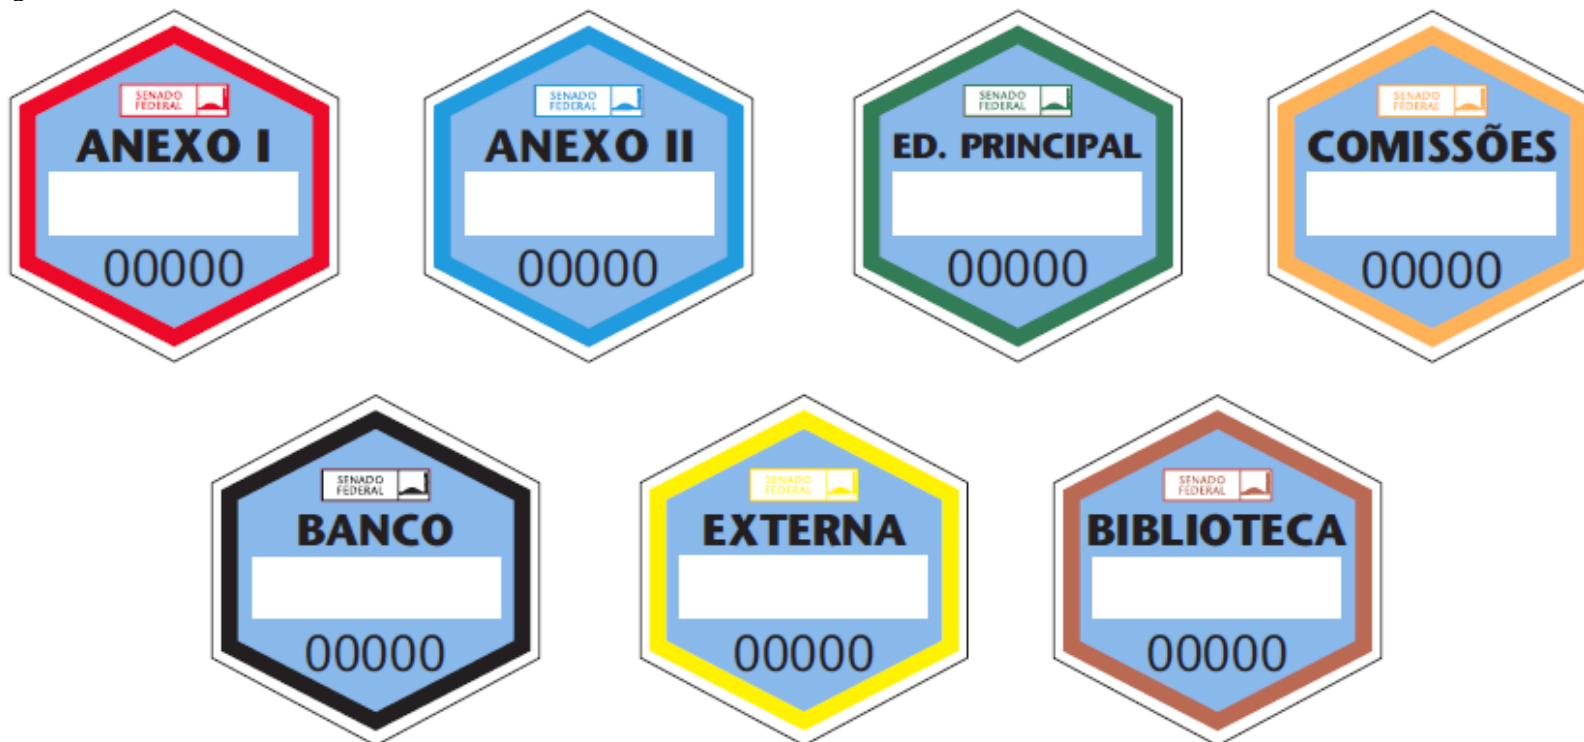 SENADO
FEDERAL
ANEXO I
00000
SENADO
FEDERAL
ANEXO II
00000
SENADO
FEDERAL
ED. PRINCIPAL
00000
SENADO
FEDERAL
COMISSÕES
00000
SENADO
FEDERAL
BANCO
00000
SENADO
FEDERAL
EXTERNA
00000
SENADO
FEDERAL
BIBLIOTECA
00000